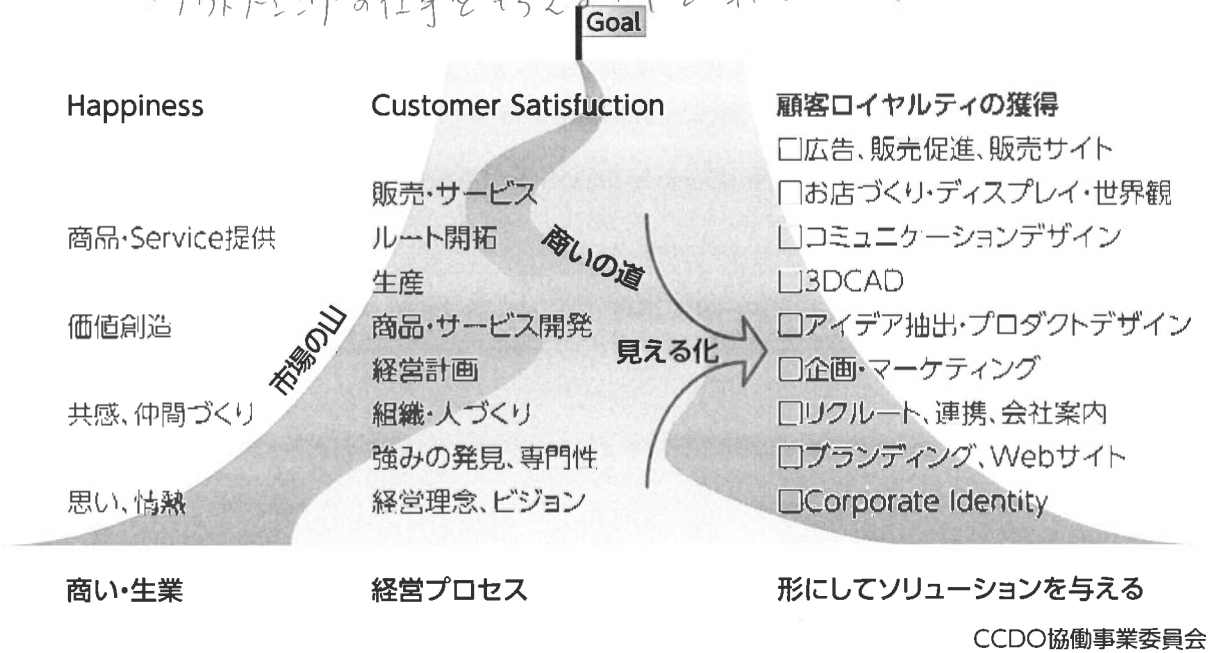 の仕事を
Goal
Happiness
Customer Satisfuction
顧客ロイヤルティの獲得
□広告、販売促進、販売サイト
販売・サービス
□お店づくり・ディスプレイ・世界観
商品・Service提供
ルート開拓
商いの道
□コミュニケーションデザイン
生産
□3DCAD
価値創造
市場の山
商品・サービス開発
見える化
□アイデア抽出・プロダクトデザイン
経営計画
□企画・マーケティング
共感、仲間づくり
組織・人づくり
□リクルート、連携、会社案内
強みの発見、専門性
□ブランディング、Webサイト
思い、情熱
経営理念、ビジョン
□Corporate Identity
商い・生業
経営プロセス
形にしてソリューションを与える
CCDO協働事業委員会